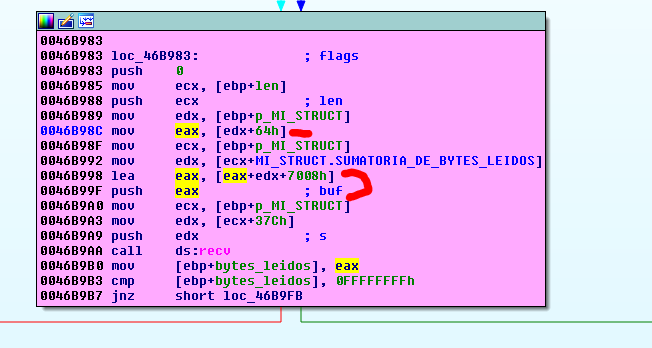 0046B983
0046B983 loc_46B983: ; flags
0046B983 push 0
0046B985 mov ecx, [ebp+len]
0046B988 push ecx ; len
0046B989 mov edx, [ebp+p_MI_STRUCT]
0046B98C mov eax, [edx+64h]
0046B98F mov ecx, [ebp+p_MI_STRUCT]
0046B992 mov edx, [ecx+MI_STRUCT.SUMATORIA_DE_BYTES_LEIDOS]
0046B998 lea eax, [eax+edx+7008h]
0046B99F push eax ; buf
0046B9A0 mov ecx, [ebp+p_MI_STRUCT]
0046B9A3 mov edx, [ecx+37Ch]
0046B9A9 push edx ; s
0046B9AA call ds:recv
0046B9B0 mov [ebp+bytes_leidos], eax
0046B9B3 cmp [ebp+bytes_leidos], 0FFFFFFFFh
0046B9B7 jnz short loc_46B9FB